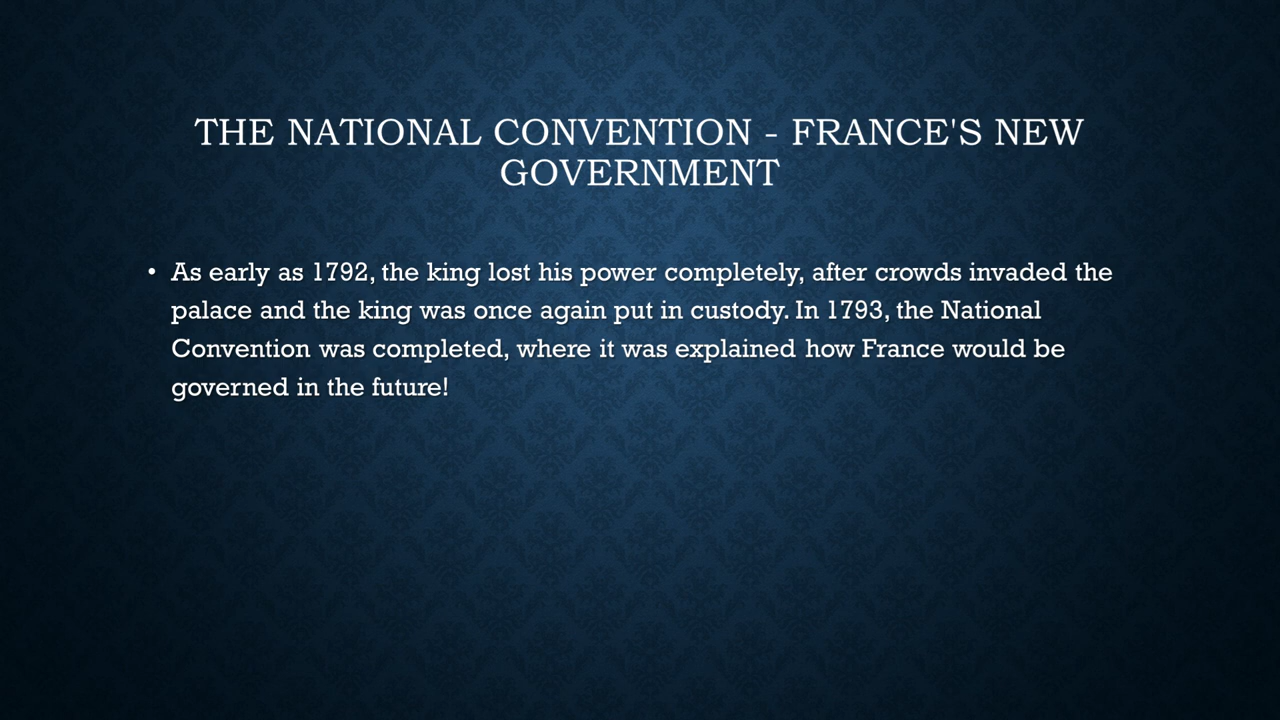 THE NATIONAL CONVENTION - FRANCE'S NEW
GOVERNMENT
• As early as 1792, the king lost his power completely, after crowds invaded the
palace and the king was once again put in custody. In 1793, the National
Convention was completed, where it was explained how France would be
governed in the future!